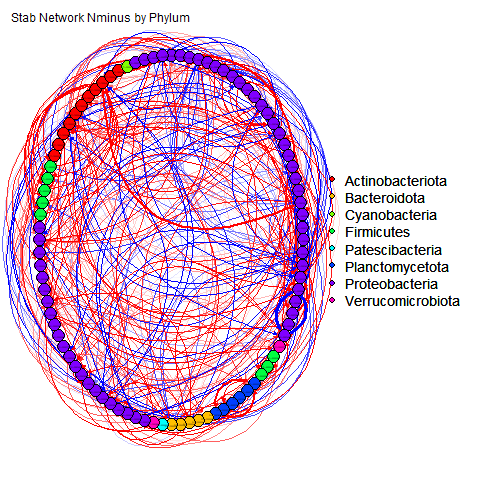 Stab Network Nminus by Phylum
Actinobacteriota
Bacteroidota
Cyanobacteria
Firmicutes
Patescibacteria
Planctomycetota
Proteobacteria
Verrucomicrobiota